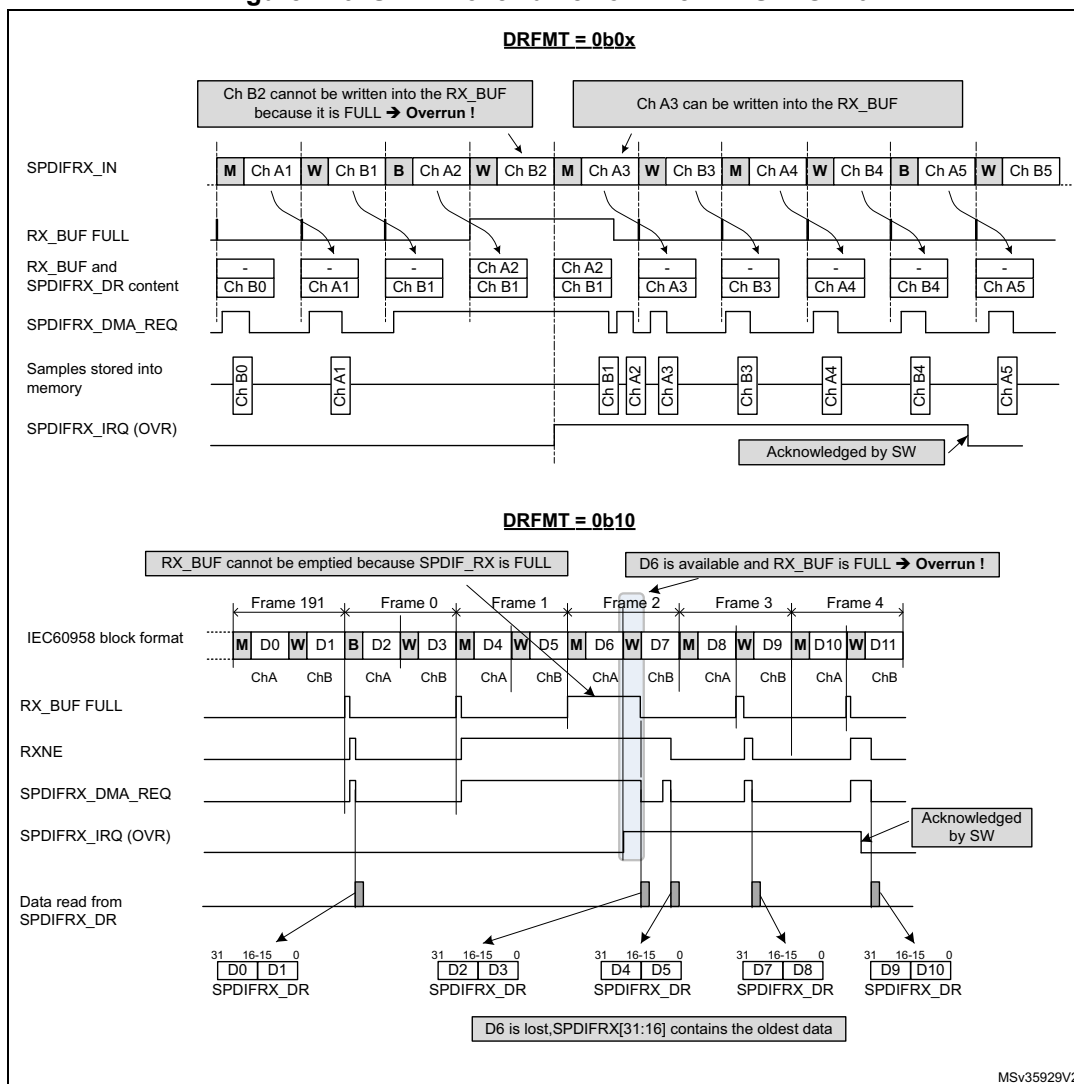 DRFMT = 0b0x
Ch B2 cannot be written into the RX_BUF
because it is FULL ➔ Overrun !
Ch A3 can be written into the RX_BUF
SPDIFRX_IN
M Ch A1 W Ch B1 B Ch A2 W Ch B2 M Ch A3 W Ch B3 M Ch A4 W Ch B4 B Ch A5 W Ch B5
RX_BUF FULL
RX_BUF and
SPDIFRX_DR content
- - - Ch A2 Ch A2 - - - - -
Ch B0 Ch A1 Ch B1 Ch B1 Ch B1 Ch A3 Ch B3 Ch A4 Ch B4 Ch A5
SPDIFRX_DMA_REQ
Samples stored into
memory
Ch B0 Ch A1 Ch B1 Ch A2 Ch A3 Ch B3 Ch A4 Ch B4 Ch A5
SPDIFRX_IRQ (OVR)
Acknowledged by SW
DRFMT = 0b10
RX_BUF cannot be emptied because SPDIF_RX is FULL
D6 is available and RX_BUF is FULL ➔ Overrun !
Frame 191 Frame 0 Frame 1 Frame 2 Frame 3 Frame 4
IEC60958 block format
M D0 W D1 B D2 W D3 M D4 W D5 M D6 W D7 M D8 W D9 M D10 W D11
ChA ChB ChA ChB ChA ChB ChA ChB ChA ChB ChA ChB
RX_BUF FULL
RXNE
SPDIFRX_DMA_REQ
SPDIFRX_IRQ (OVR)
Acknowledged
by SW
Data read from
SPDIFRX_DR
31 16-15 0 31 16-15 0 31 16-15 0 31 16-15 0 31 16-15 0
D0 D1 D2 D3 D4 D5 D7 D8 D9 D10
SPDIFRX_DR SPDIFRX_DR SPDIFRX_DR SPDIFRX_DR SPDIFRX_DR
D6 is lost,SPDIFRX[31:16] contains the oldest data
MSv35929V2